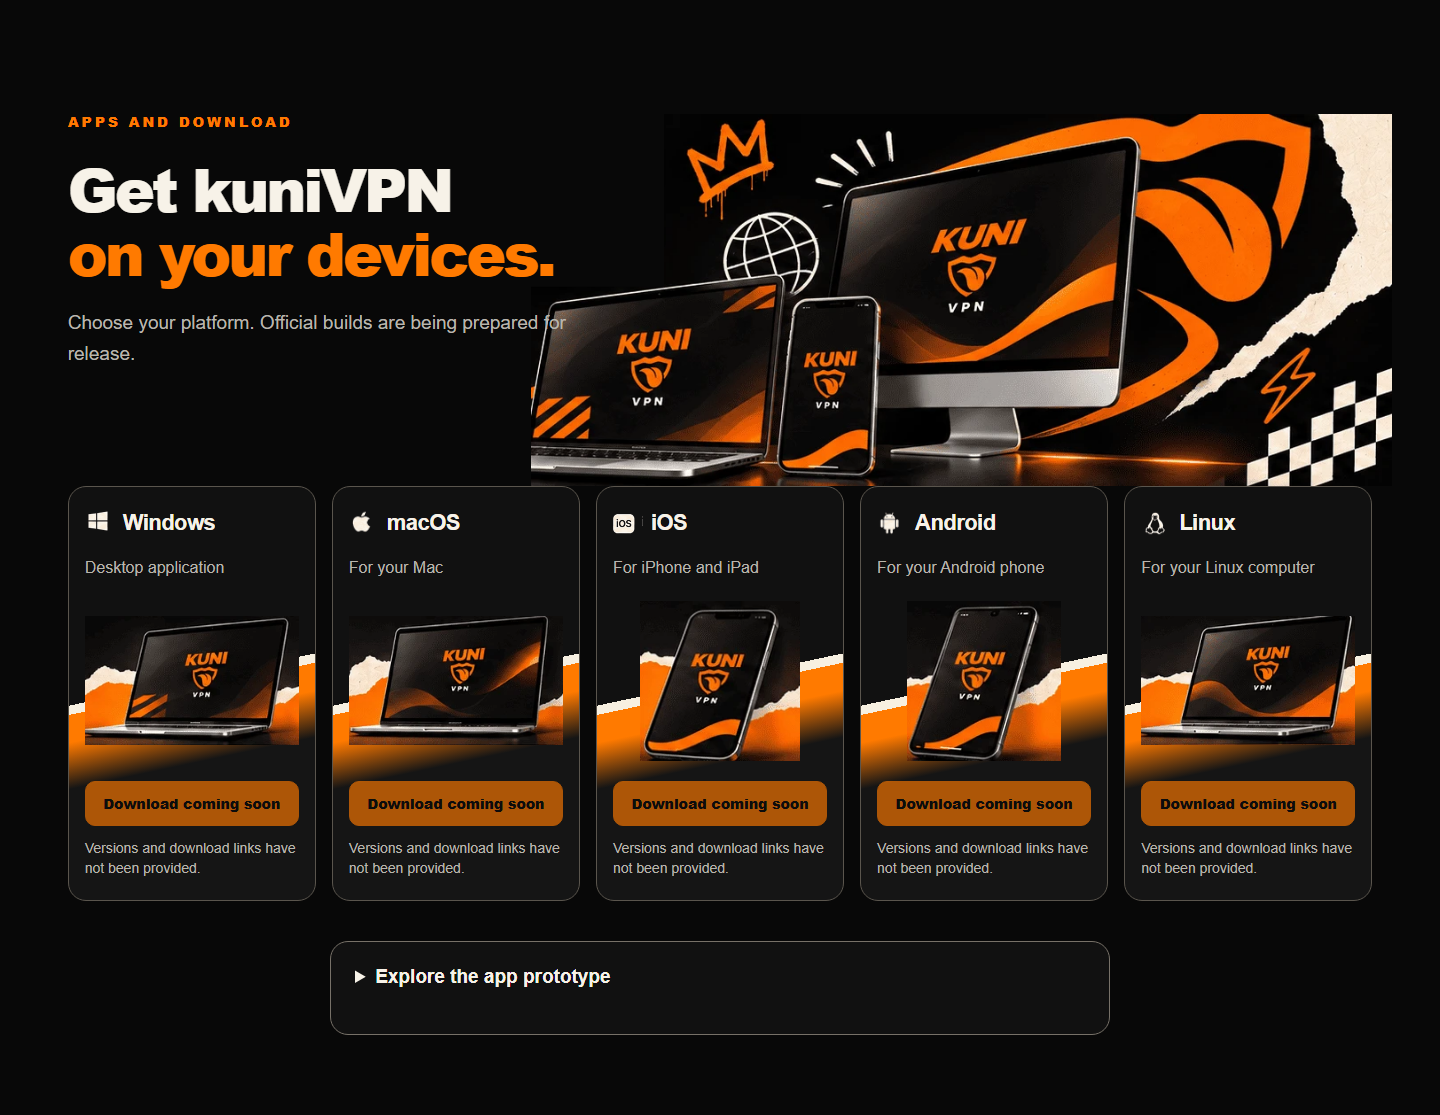 APPS AND DOWNLOAD
Get kuniVPN
on your devices.
Choose your platform. Official builds are being prepared for
release.
KUNI
VPN
KUNI
VPN
KUNI
VPN
Windows
Desktop application
KUNI
VPN
Download coming soon
Versions and download links have
not been provided.
macOS
For your Mac
KUNI
VPN
Download coming soon
Versions and download links have
not been provided.
iOS
iOS
For iPhone and iPad
KUNI
VPN
Download coming soon
Versions and download links have
not been provided.
Android
For your Android phone
KUNI
VPN
Download coming soon
Versions and download links have
not been provided.
Linux
For your Linux computer
KUNI
VPN
Download coming soon
Versions and download links have
not been provided.
Explore the app prototype